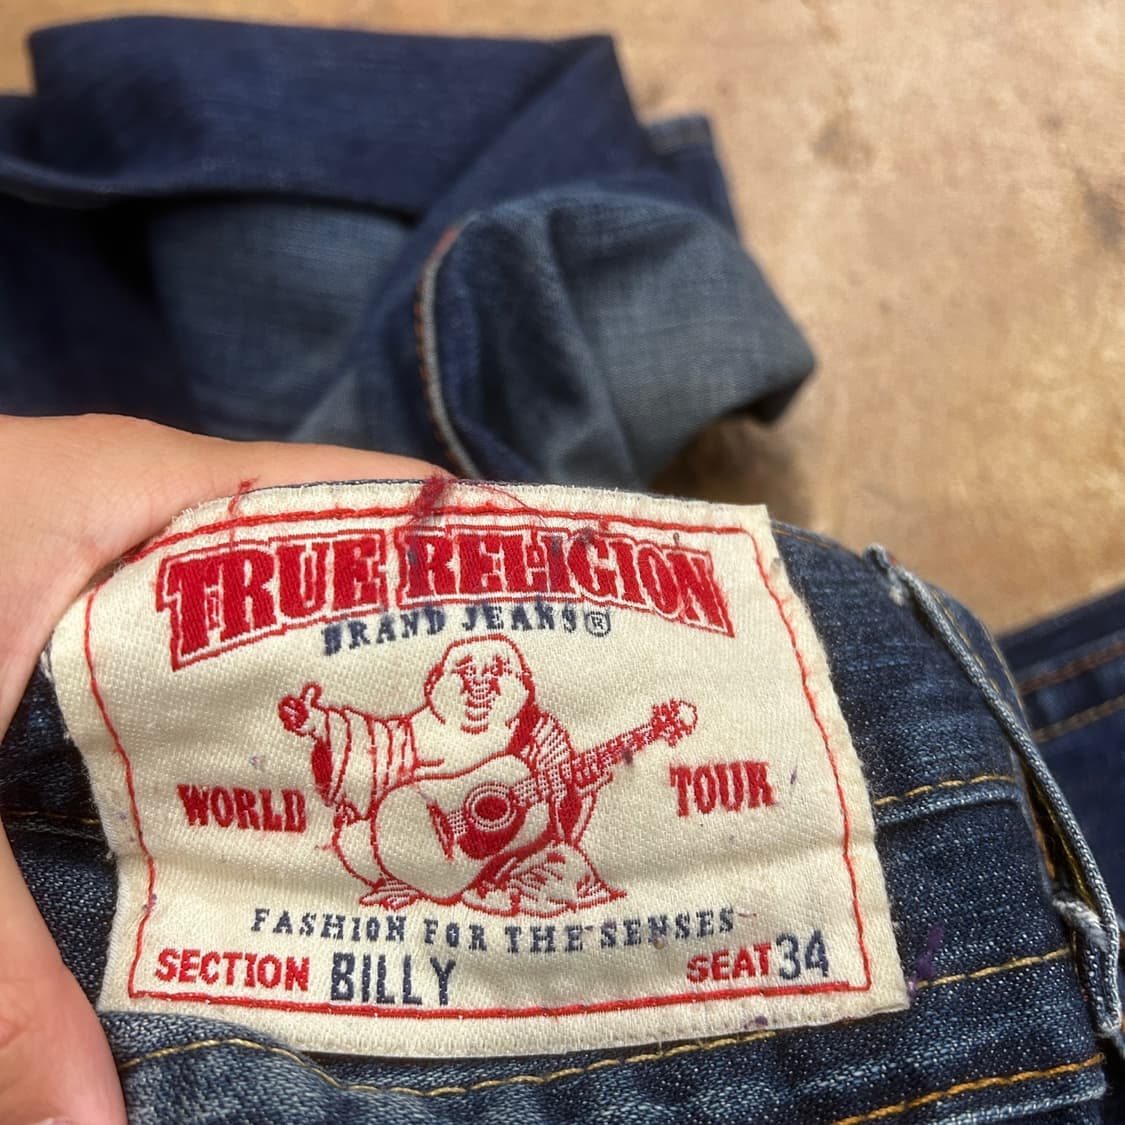 TRUE RELIGION
BRAND JEANS®
WORLD TOUR
FASHION FOR THE SENSES
SECTION BILLY SEAT 34